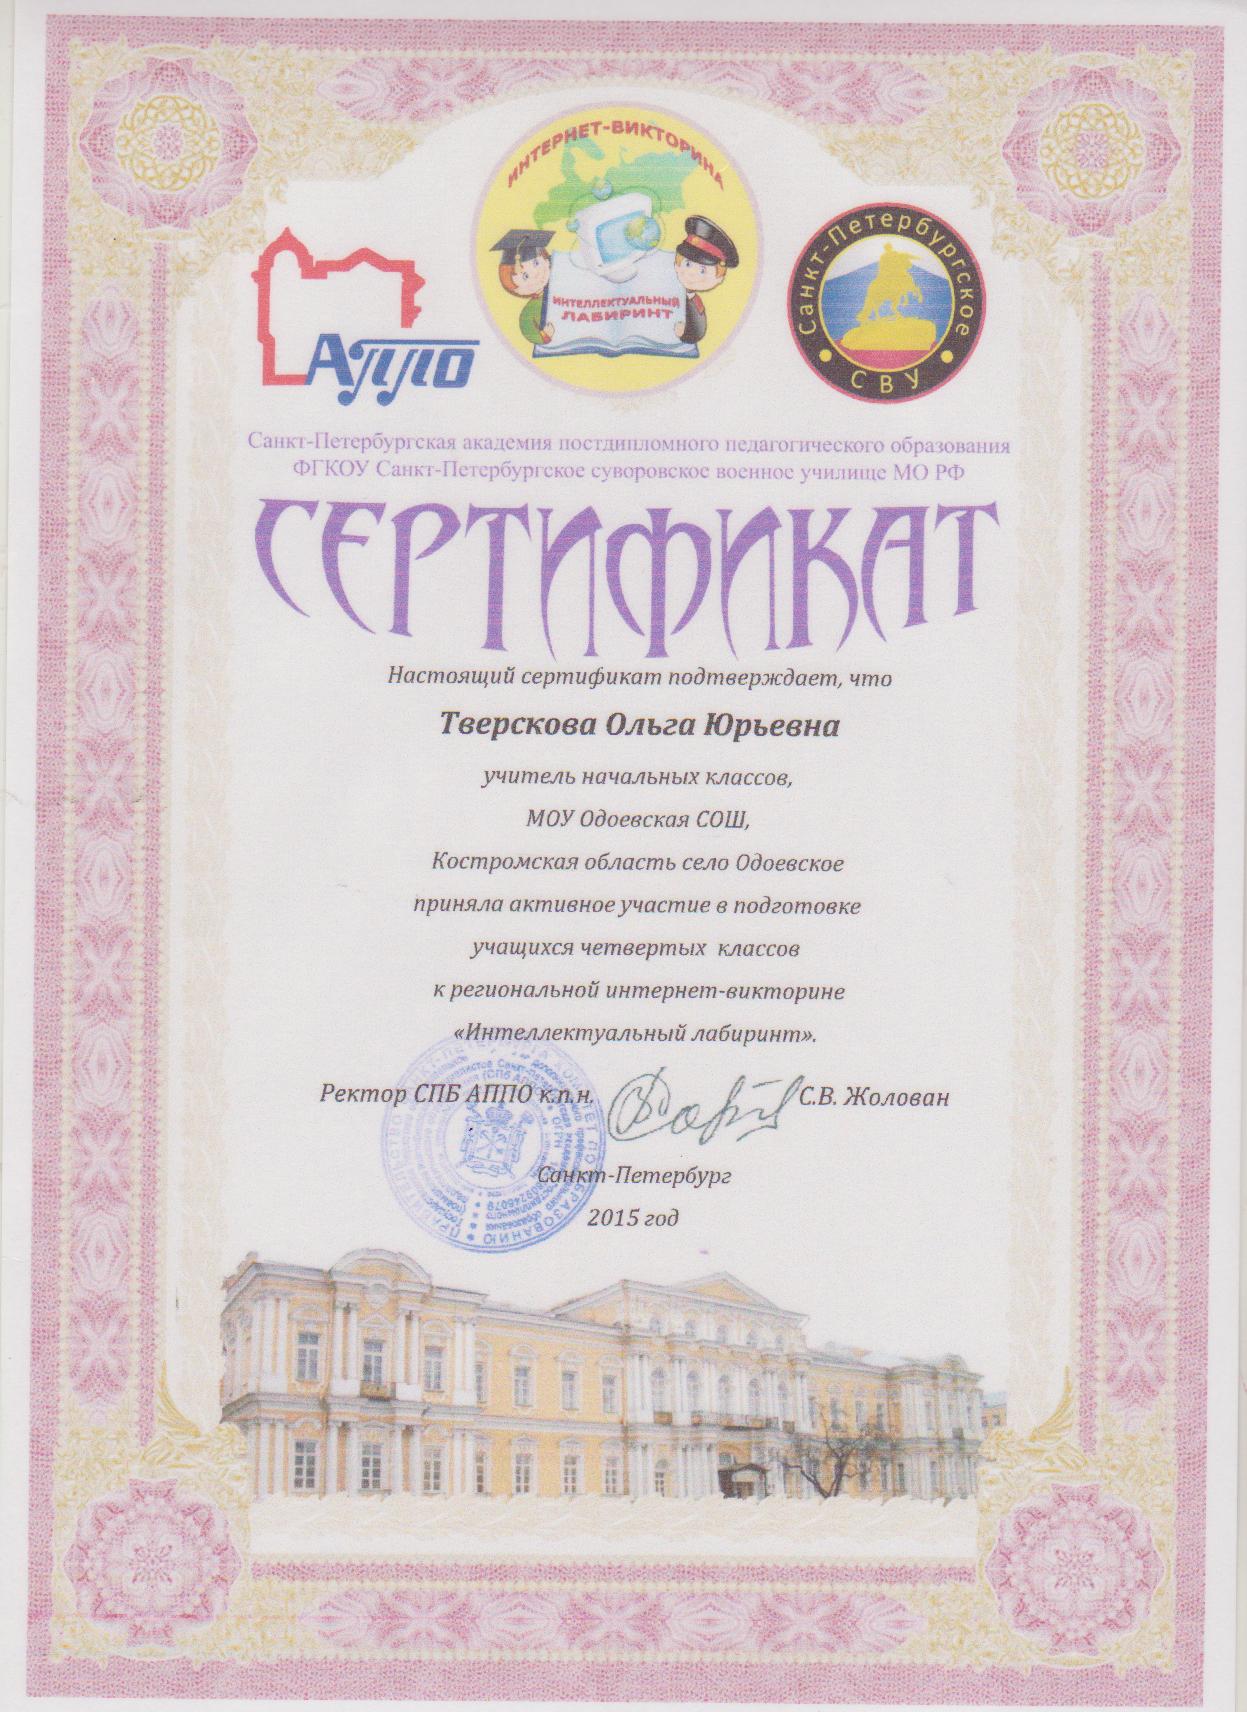 ИНТЕРНЕТ-ВИКТОРИНА
ИНТЕЛЛЕКТУАЛЬНЫЙ
ЛАБИРИНТ
АППО
Санкт-Петербургское
СВУ
Санкт-Петербургская академия постдипломного педагогического образования
ФГКОУ Санкт-Петербургское суворовское военное училище МО РФ
СЕРТИФИКАТ
Настоящий сертификат подтверждает, что
Тверскова Ольга Юрьевна
учитель начальных классов,
МОУ Одоевская СОШ,
Костромская область село Одоевское
приняла активное участие в подготовке
учащихся четвертых классов
к региональной интернет-викторине
«Интеллектуальный лабиринт».
Ректор СПБ АППО к.п.н. С.В. Жолован
Санкт-Петербург
2015 год